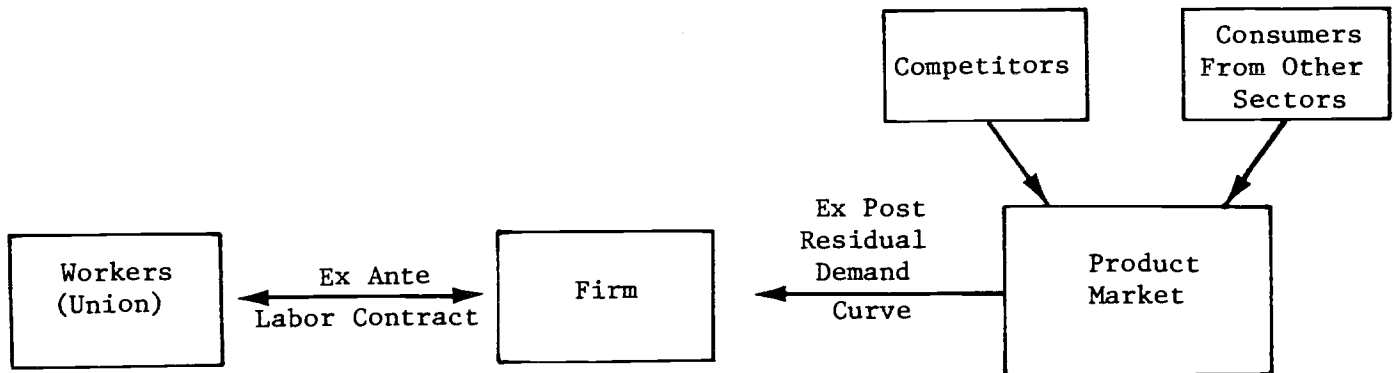 Competitors
Consumers
From Other
Sectors
Workers
(Union)
Ex Ante
Labor Contract
Firm
Ex Post
Residual
Demand
Curve
Product
Market